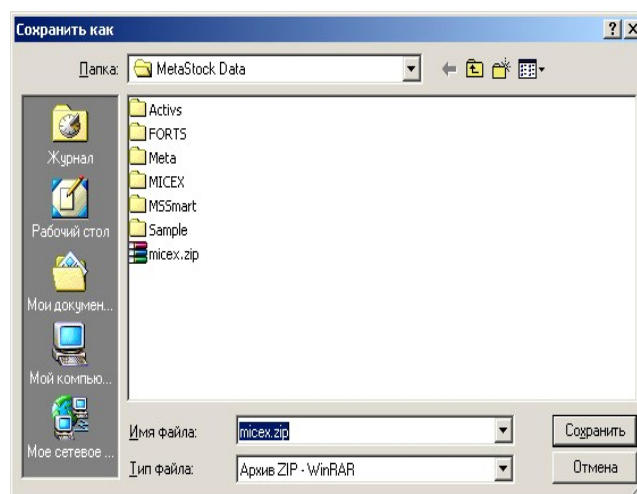 Сохранить как
Папка: MetaStock Data
Журнал
Рабочий стол
Мои докумен...
Мой компью...
Мое сетевое ...
Activs
FORTS
Meta
MICEX
MSSmart
Sample
micex.zip
Имя файла: micex.zip Сохранить
Тип файла: Архив ZIP - WinRAR Отмена